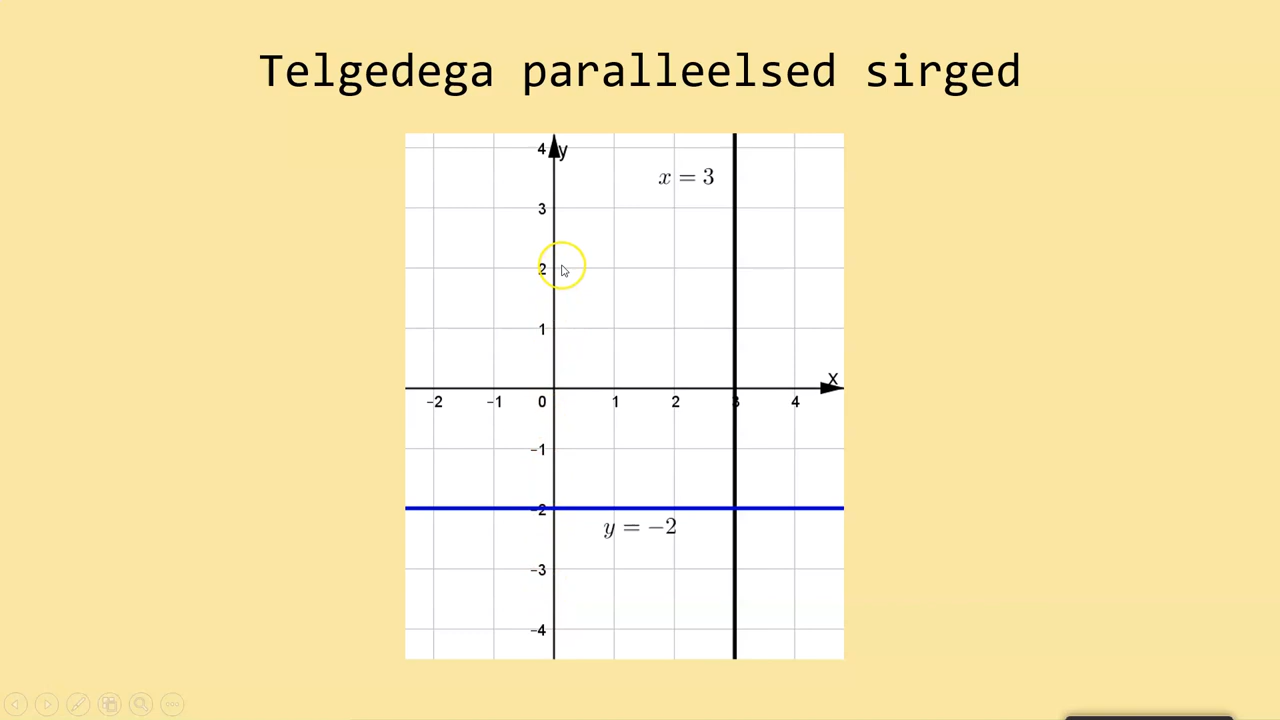 Telgedega paralleelsed sirged
4 y
x = 3
3
2
1
x
−2 −1 0 1 2 3 4
−1
−2
y = −2
−3
−4